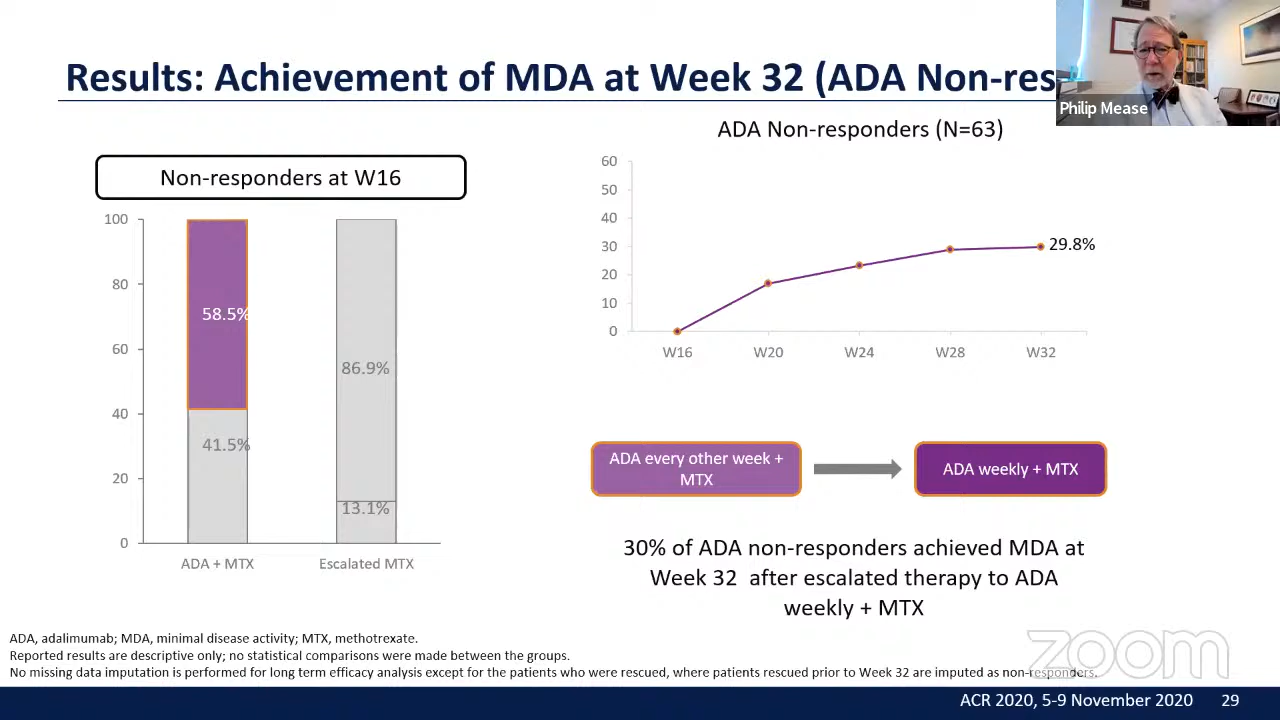 Results: Achievement of MDA at Week 32 (ADA Non-res
Philip Mease
Non-responders at W16
100
80
60
40
20
0
58.5%
41.5%
86.9%
13.1%
ADA + MTX
Escalated MTX
ADA Non-responders (N=63)
60
50
40
30
20
10
0
29.8%
W16
W20
W24
W28
W32
ADA every other week +
MTX
ADA weekly + MTX
30% of ADA non-responders achieved MDA at
Week 32 after escalated therapy to ADA
weekly + MTX
ADA, adalimumab; MDA, minimal disease activity; MTX, methotrexate.
Reported results are descriptive only; no statistical comparisons were made between the groups.
No missing data imputation is performed for long term efficacy analysis except for the patients who were rescued, where patients rescued prior to Week 32 are imputed as non-responders.
zoom
ACR 2020, 5-9 November 2020
29